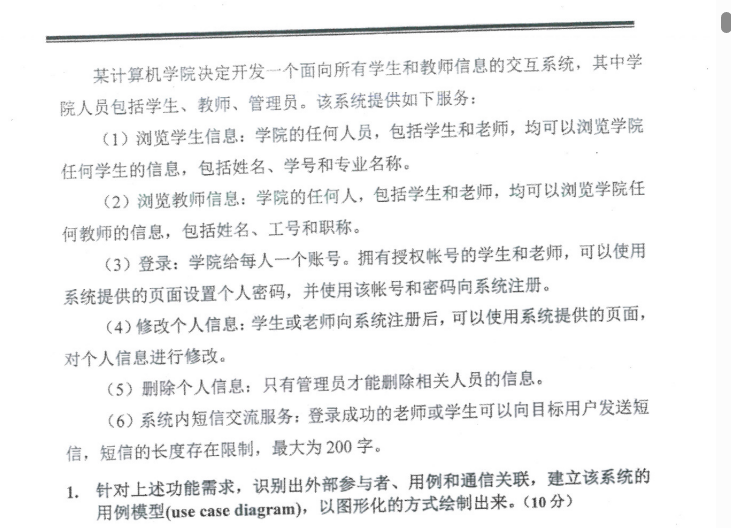 某计算机学院决定开发一个面向所有学生和教师信息的交互系统，其中学
院人员包括学生、教师、管理员。该系统提供如下服务：
（1）浏览学生信息：学院的任何人员，包括学生和老师，均可以浏览学院
任何学生的信息，包括姓名、学号和专业名称。
（2）浏览教师信息：学院的任何人，包括学生和老师，均可以浏览学院任
何教师的信息，包括姓名、工号和职称。
（3）登录：学院给每人一个账号。拥有授权帐号的学生和老师，可以使用
系统提供的页面设置个人密码，并使用该帐号和密码向系统注册。
（4）修改个人信息：学生或老师向系统注册后，可以使用系统提供的页面，
对个人信息进行修改。
（5）删除个人信息：只有管理员才能删除相关人员的信息。
（6）系统内短信交流服务：登录成功的老师或学生可以向目标用户发送短
信，短信的长度存在限制，最大为 200 字。
1. 针对上述功能需求，识别出外部参与者、用例和通信关联，建立该系统的
用例模型(use case diagram)，以图形化的方式绘制出来。（10 分）